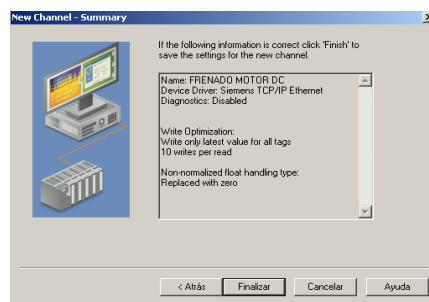 New Channel - Summary
If the following information is correct click 'Finish' to
save the settings for the new channel.
Name: FRENADO MOTOR DC
Device Driver: Siemens TCP/IP Ethernet
Diagnostics: Disabled
Write Optimization:
Write only latest value for all tags
10 writes per read
Non-normalized float handling type:
Replaced with zero
< Atrás
Finalizar
Cancelar
Ayuda